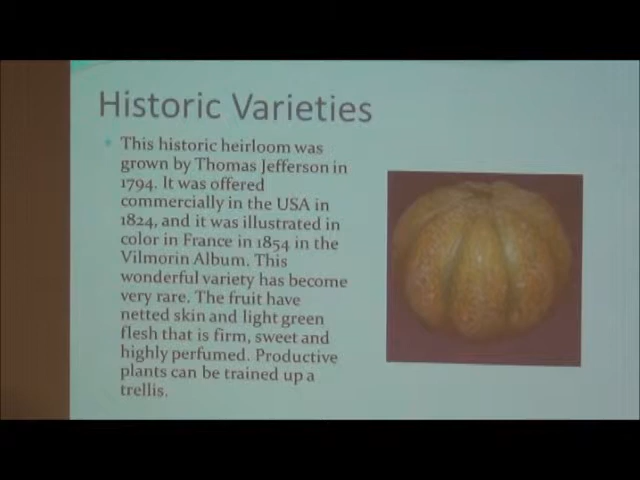 Historic Varieties
This historic heirloom was
grown by Thomas Jefferson in
1794. It was offered
commercially in the USA in
1824, and it was illustrated in
color in France in 1854 in the
Vilmorin Album. This
wonderful variety has become
very rare. The fruit have
netted skin and light green
flesh that is firm, sweet and
highly perfumed. Productive
plants can be trained up a
trellis.